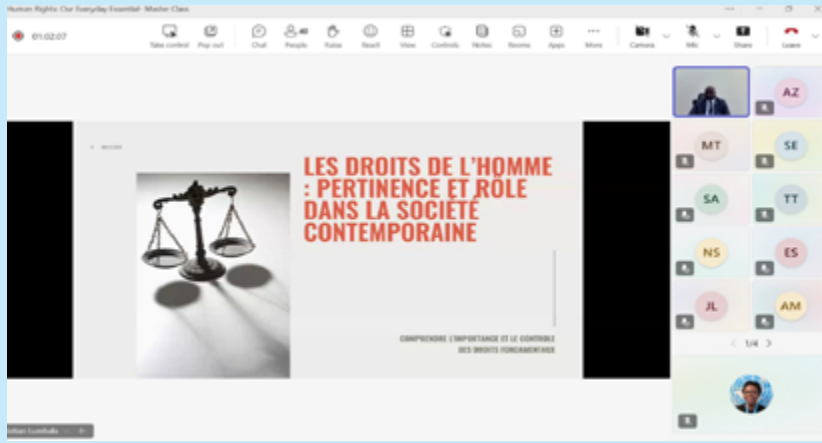 Human Rights: Our Everyday Essential- Master Class
01:02:07
Take control
Pop out
Chat
People
40
Raise
React
View
Controls
Notes
Rooms
Apps
More
Camera
Mic
Share
Leave
LES DROITS DE L'HOMME
: PERTINENCE ET RÔLE
DANS LA SOCIÉTÉ
CONTEMPORAINE
COMPRENDRE L'IMPORTANCE ET LE CONTROLE
DES DROITS FONDAMENTAUX
AZ
MT
SE
SA
TT
NS
ES
JL
AM
1/4